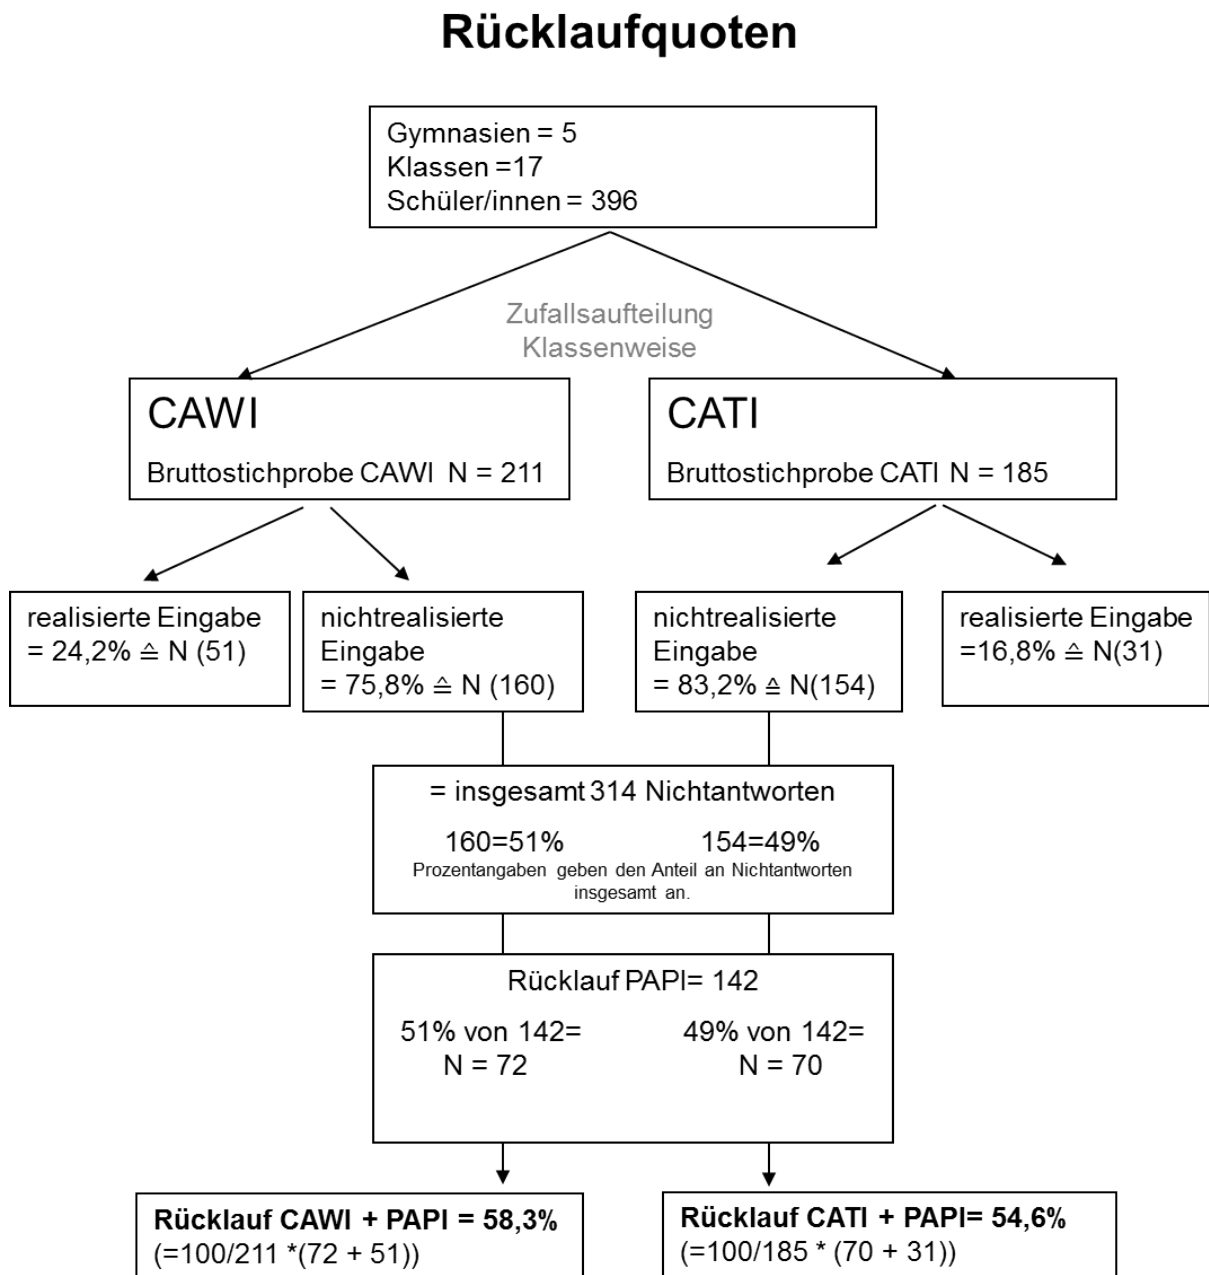 Rücklaufquoten
Gymnasien = 5
Klassen =17
Schüler/innen = 396
Zufallsaufteilung
Klassenweise
CAWI
Bruttostichprobe CAWI N = 211
CATI
Bruttostichprobe CATI N = 185
realisierte Eingabe
= 24,2% ≙ N (51)
nichtrealisierte
Eingabe
= 75,8% ≙ N (160)
nichtrealisierte
Eingabe
= 83,2% ≙ N(154)
realisierte Eingabe
=16,8% ≙ N(31)
= insgesamt 314 Nichtantworten
160=51% 154=49%
Prozentangaben geben den Anteil an Nichtantworten
insgesamt an.
Rücklauf PAPI= 142
51% von 142= 49% von 142=
N = 72 N = 70
Rücklauf CAWI + PAPI = 58,3%
(=100/211 *(72 + 51))
Rücklauf CATI + PAPI= 54,6%
(=100/185 * (70 + 31))